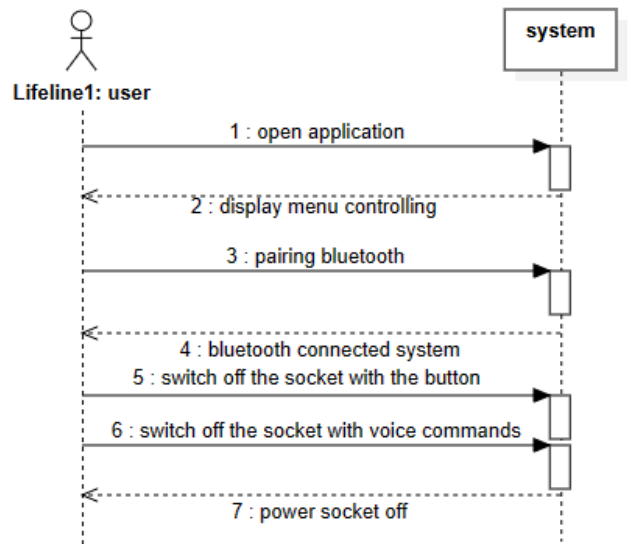 system
Lifeline1: user
1 : open application
2 : display menu controlling
3 : pairing bluetooth
4 : bluetooth connected system
5 : switch off the socket with the button
6 : switch off the socket with voice commands
7 : power socket off